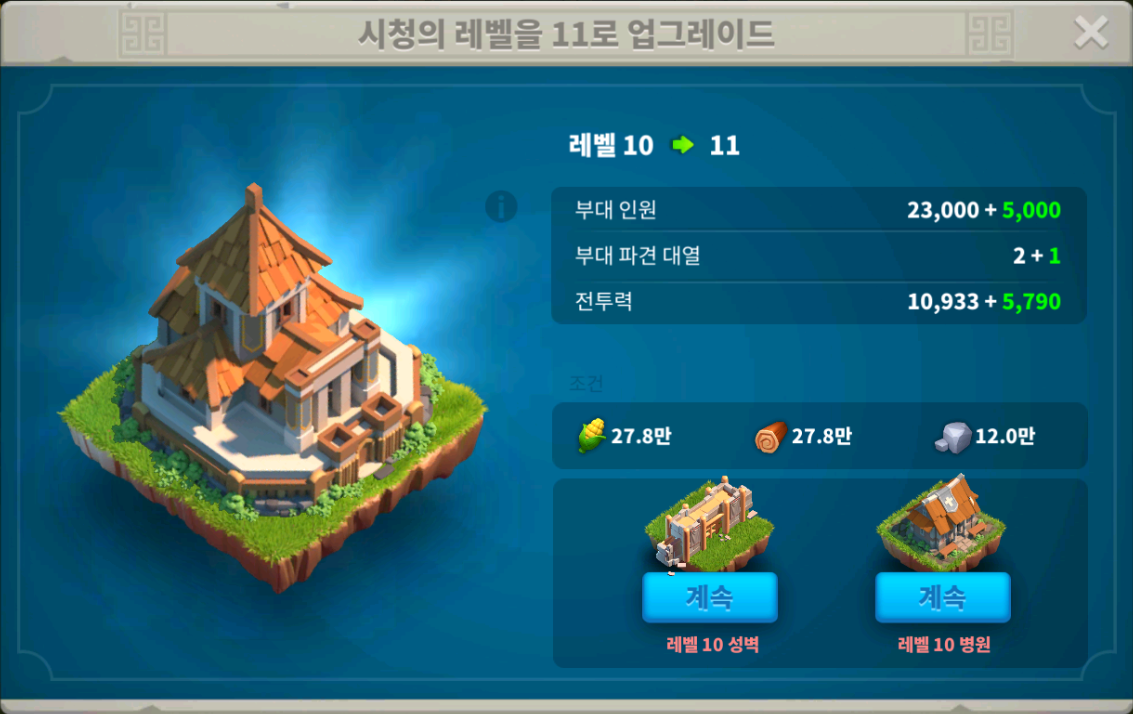 시청의 레벨을 11로 업그레이드
레벨 10 11
부대 인원 23,000 + 5,000
부대 파견 대열 2 + 1
전투력 10,933 + 5,790
조건
27.8만 27.8만 12.0만
계속 계속
레벨 10 성벽 레벨 10 병원